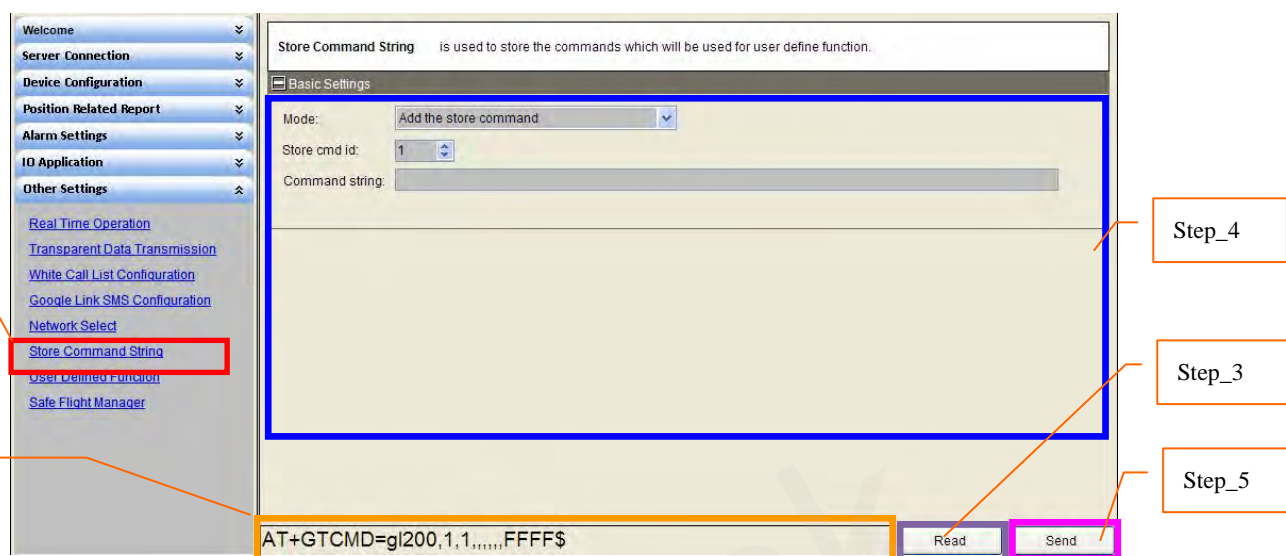 Welcome
Server Connection
Device Configuration
Position Related Report
Alarm Settings
IO Application
Other Settings
Real Time Operation
Transparent Data Transmission
White Call List Configuration
Google Link SMS Configuration
Network Select
Store Command String
User Defined Function
Safe Flight Manager
Store Command String is used to store the commands which will be used for user define function.
Basic Settings
Mode: Add the store command
Store cmd id: 1
Command string:
AT+GTCMD=gl200,1,1,,,,,,FFFF$
Read
Send
Step_4
Step_3
Step_5